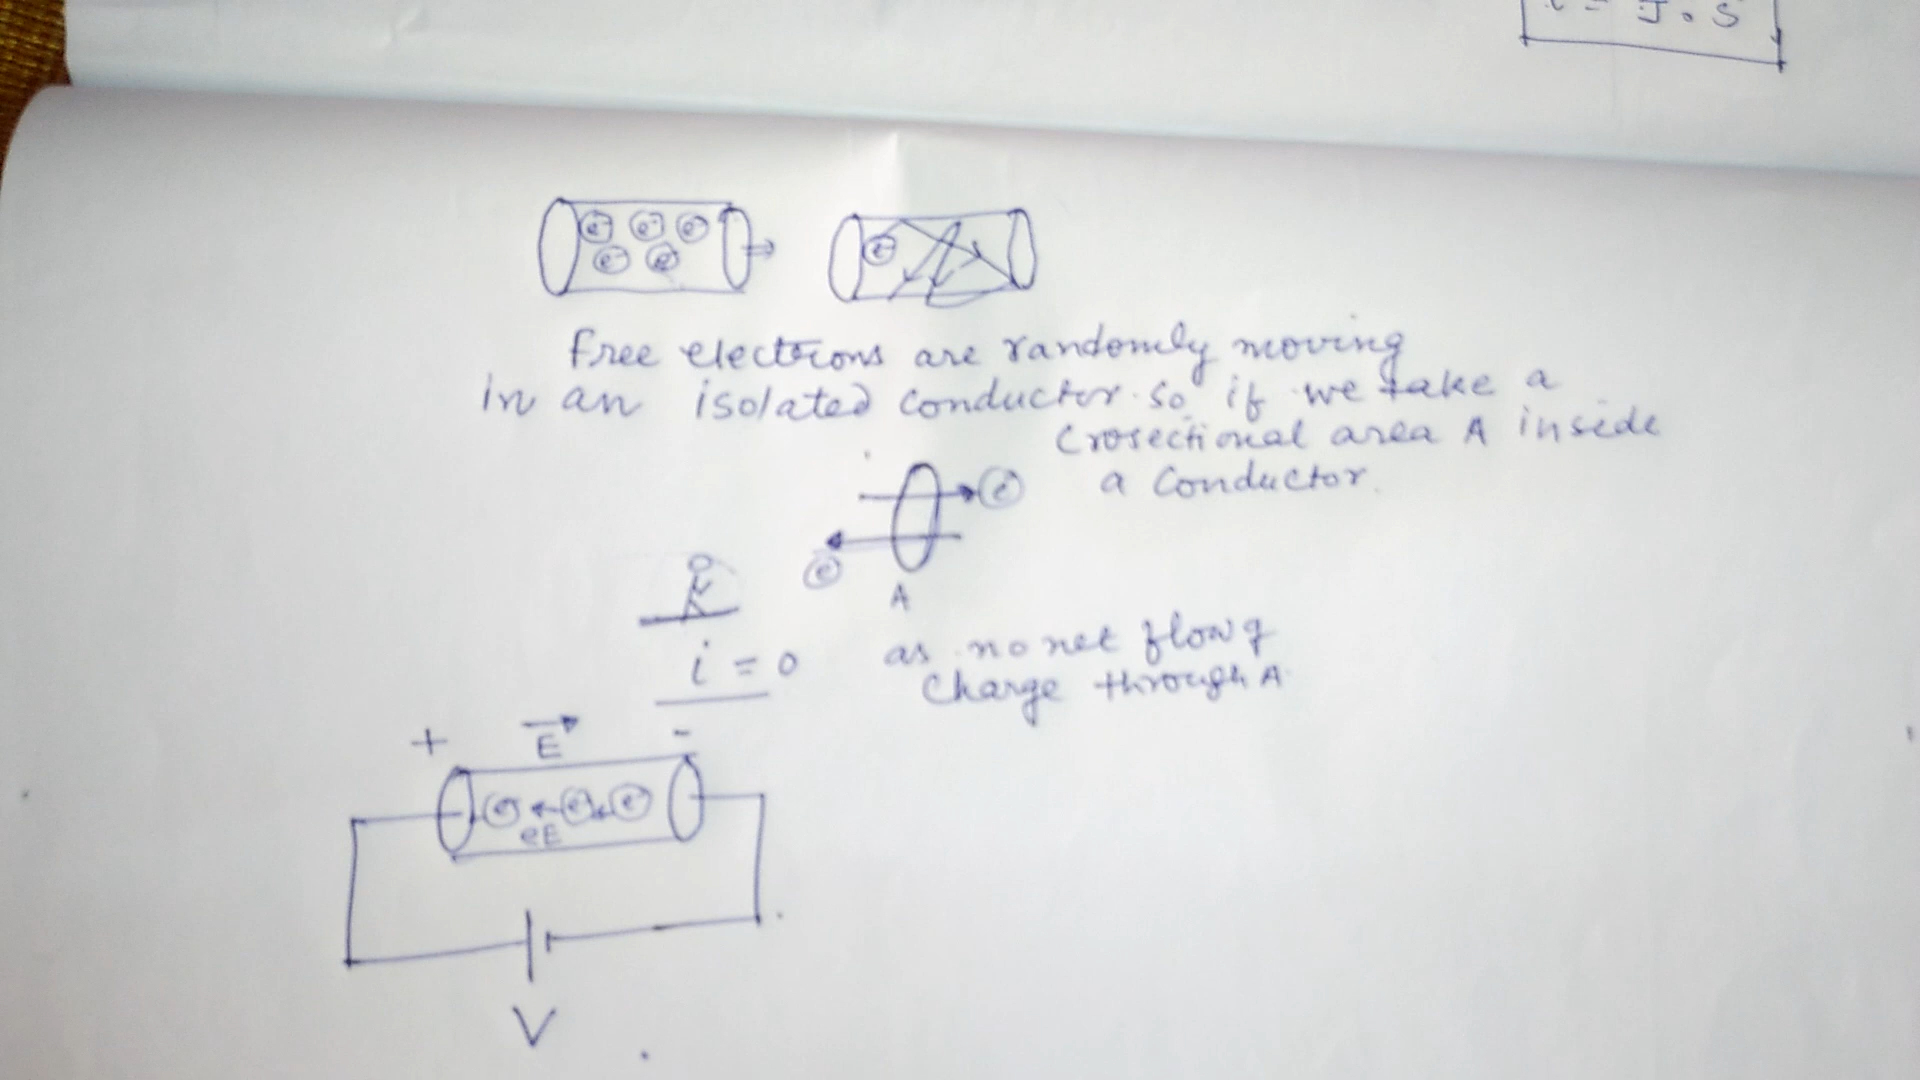 i = J . S
e- e- e-
e- e-
e-
free electrons are randomly moving
in an isolated conductor. so if we take a
crosectional area A inside
a conductor.
e
e
A
i = 0 as no net flow of
charge through A.
+ E -
e e e
eE
V